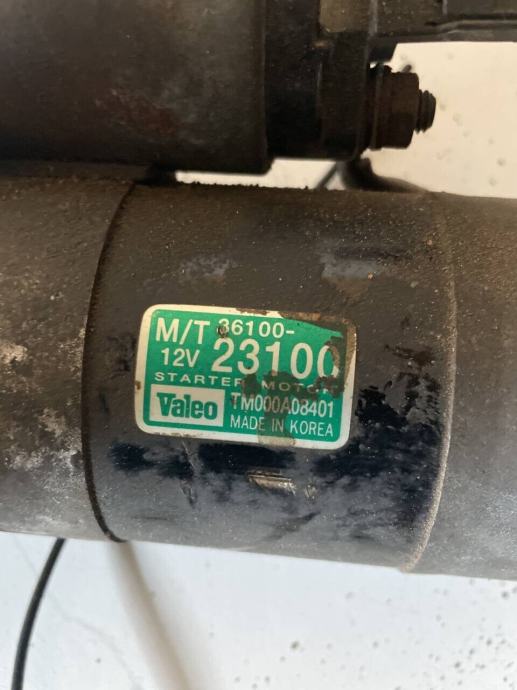 M/T 36100-
12V 23100
STARTER MOTOR
Valeo TM000A08401
MADE IN KOREA